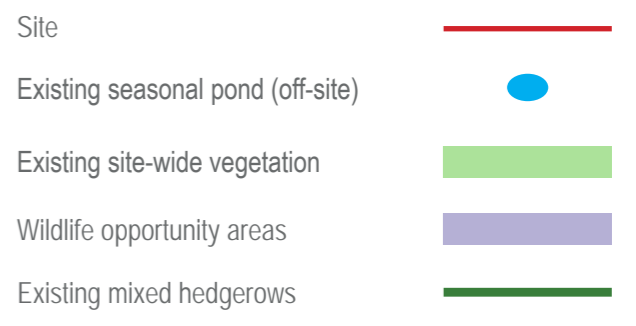 Site
Existing seasonal pond (off-site)
Existing site-wide vegetation
Wildlife opportunity areas
Existing mixed hedgerows